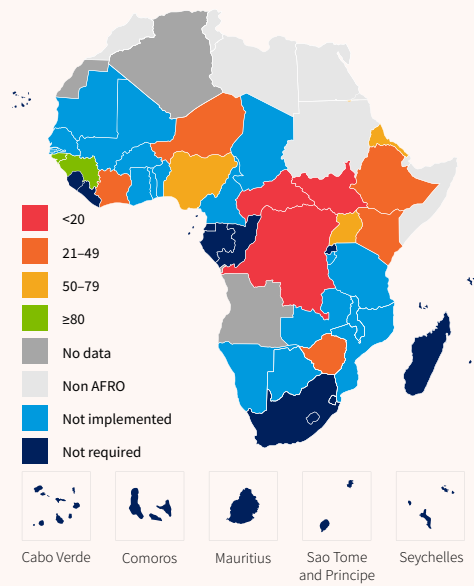 <20
21–49
50–79
≥80
No data
Non AFRO
Not implemented
Not required
Cabo Verde
Comoros
Mauritius
Sao Tome
and Principe
Seychelles